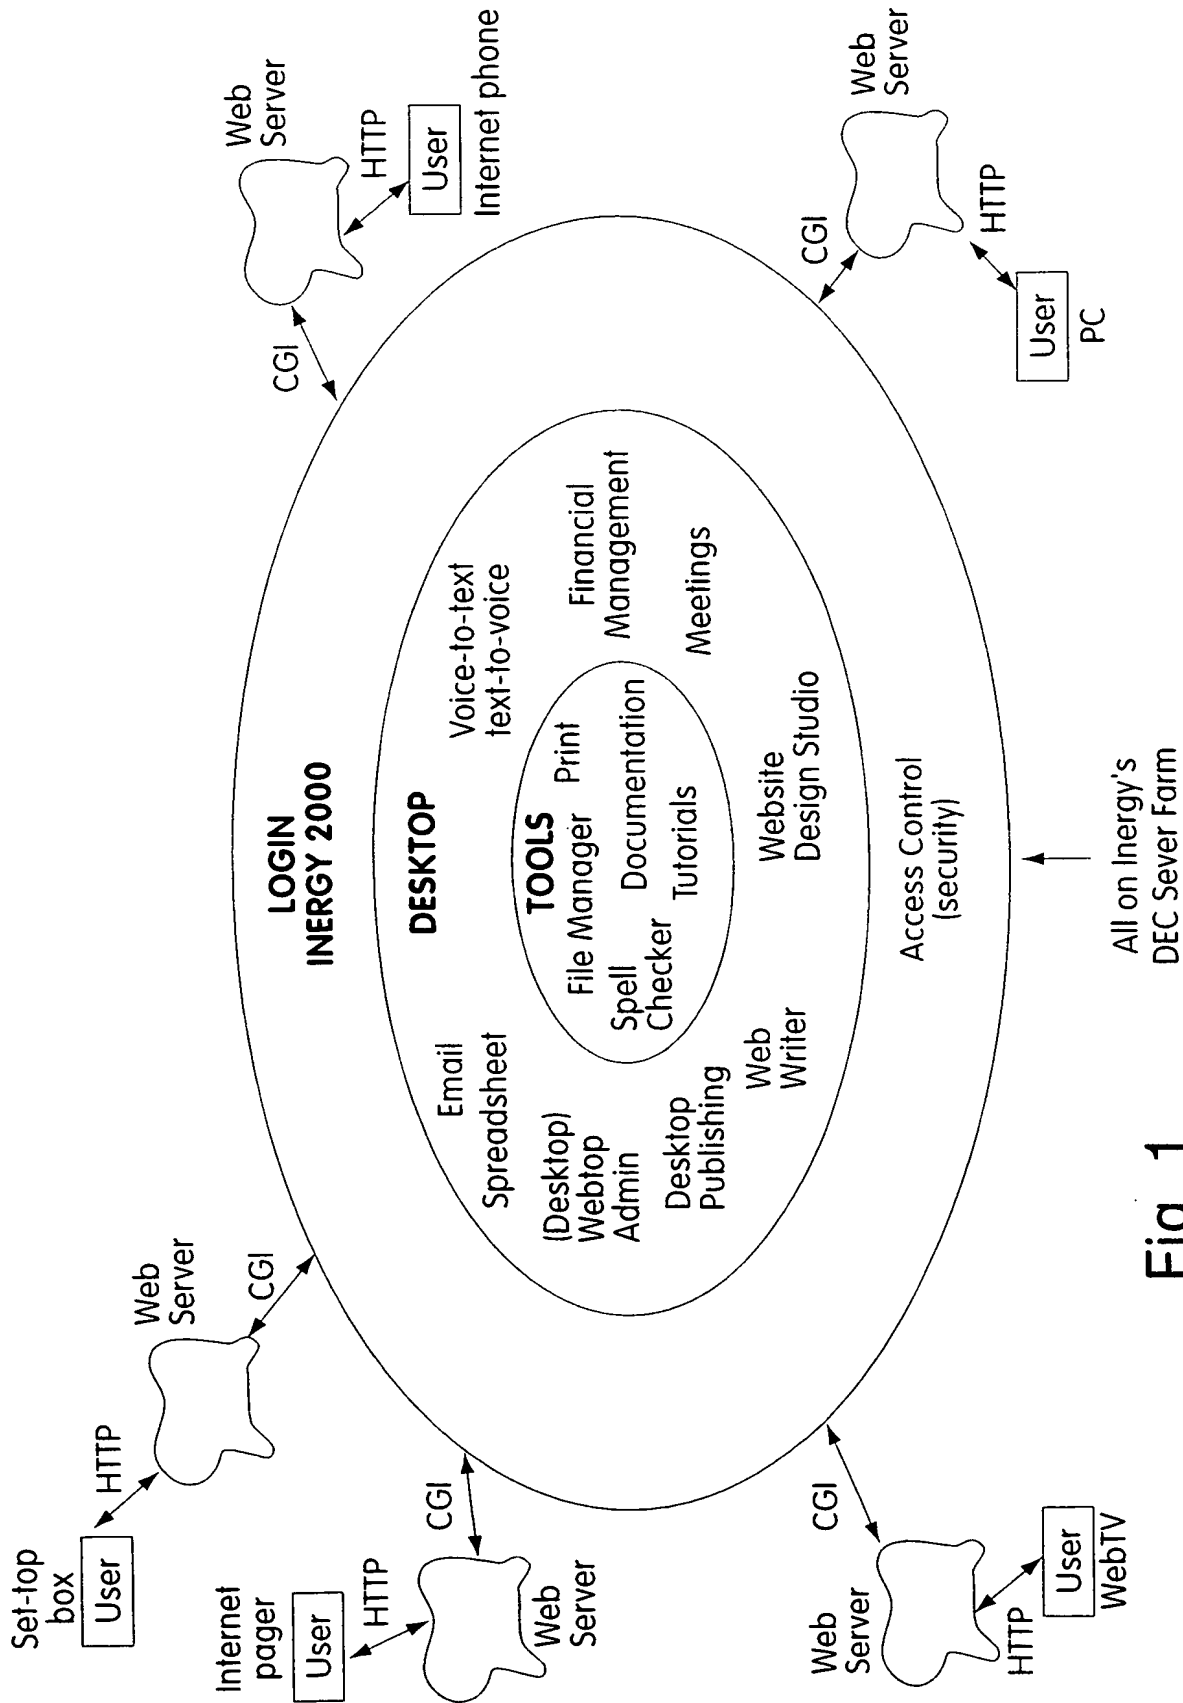 Set-top
box
User
HTTP
Web
Server
CGI
Internet
pager
User
HTTP
CGI
Web
Server
Web
Server
CGI
HTTP
User
WebTV
Web
Server
HTTP
User
Internet phone
CGI
Web
Server
CGI
HTTP
User
PC
LOGIN
INERGY 2000
DESKTOP
Email
Spreadsheet
(Desktop)
Webtop
Admin
Desktop
Publishing
Web
Writer
Voice-to-text
text-to-voice
Financial
Management
Meetings
Website
Design Studio
TOOLS
File Manager
Print
Spell
Checker
Documentation
Tutorials
Access Control
(security)
All on Inergy's
DEC Sever Farm
Fig. 1